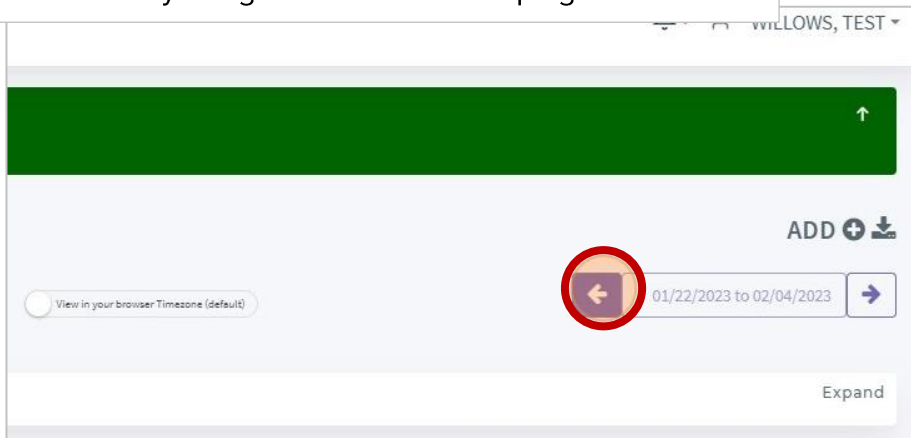 WILLOWS, TEST
ADD
View in your browser Timezone (default)
01/22/2023 to 02/04/2023
Expand